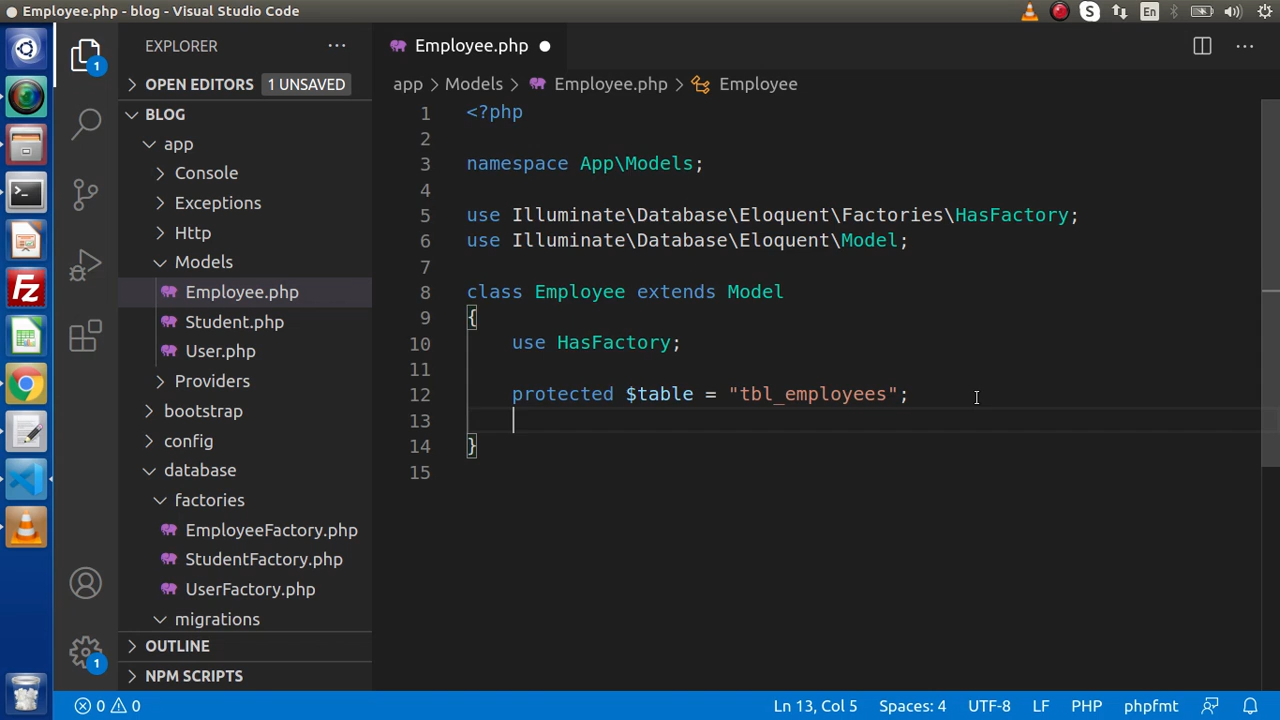 Employee.php - blog - Visual Studio Code
S
En
EXPLORER
OPEN EDITORS
1 UNSAVED
BLOG
app
Console
Exceptions
Http
Models
Employee.php
Student.php
User.php
Providers
bootstrap
config
database
factories
EmployeeFactory.php
StudentFactory.php
UserFactory.php
migrations
OUTLINE
NPM SCRIPTS
1
1
Fz
Employee.php
app > Models > Employee.php > Employee
1 <?php
2
3 namespace App\Models;
4
5 use Illuminate\Database\Eloquent\Factories\HasFactory;
6 use Illuminate\Database\Eloquent\Model;
7
8 class Employee extends Model
9 {
10 use HasFactory;
11
12 protected $table = "tbl_employees";
13
14 }
15
0 0
Ln 13, Col 5
Spaces: 4
UTF-8
LF
PHP
phpfmt